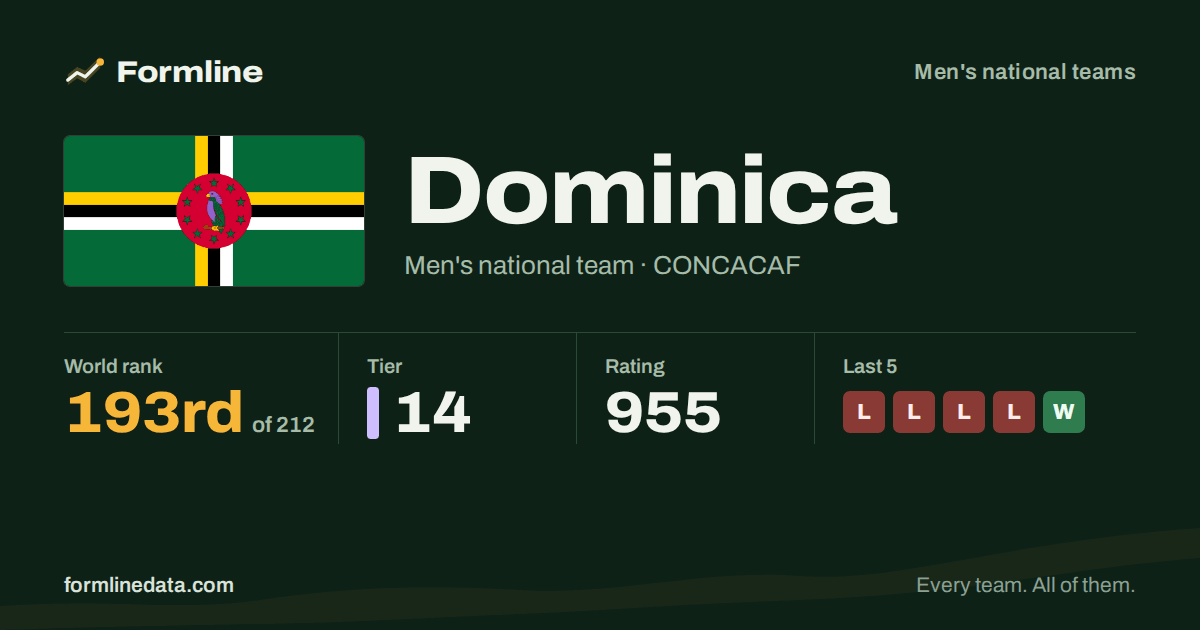 Formline
Men's national teams
Dominica
Men's national team · CONCACAF
World rank
193rd of 212
Tier
14
Rating
955
Last 5
L L L L W
formlinedata.com
Every team. All of them.